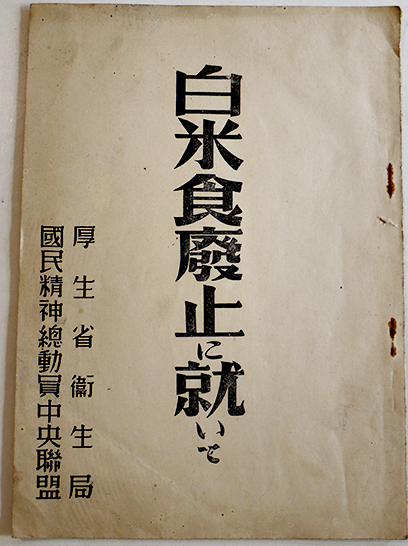 白米食廢止に就いて
厚生省衞生局
國民精神總動員中央聯盟